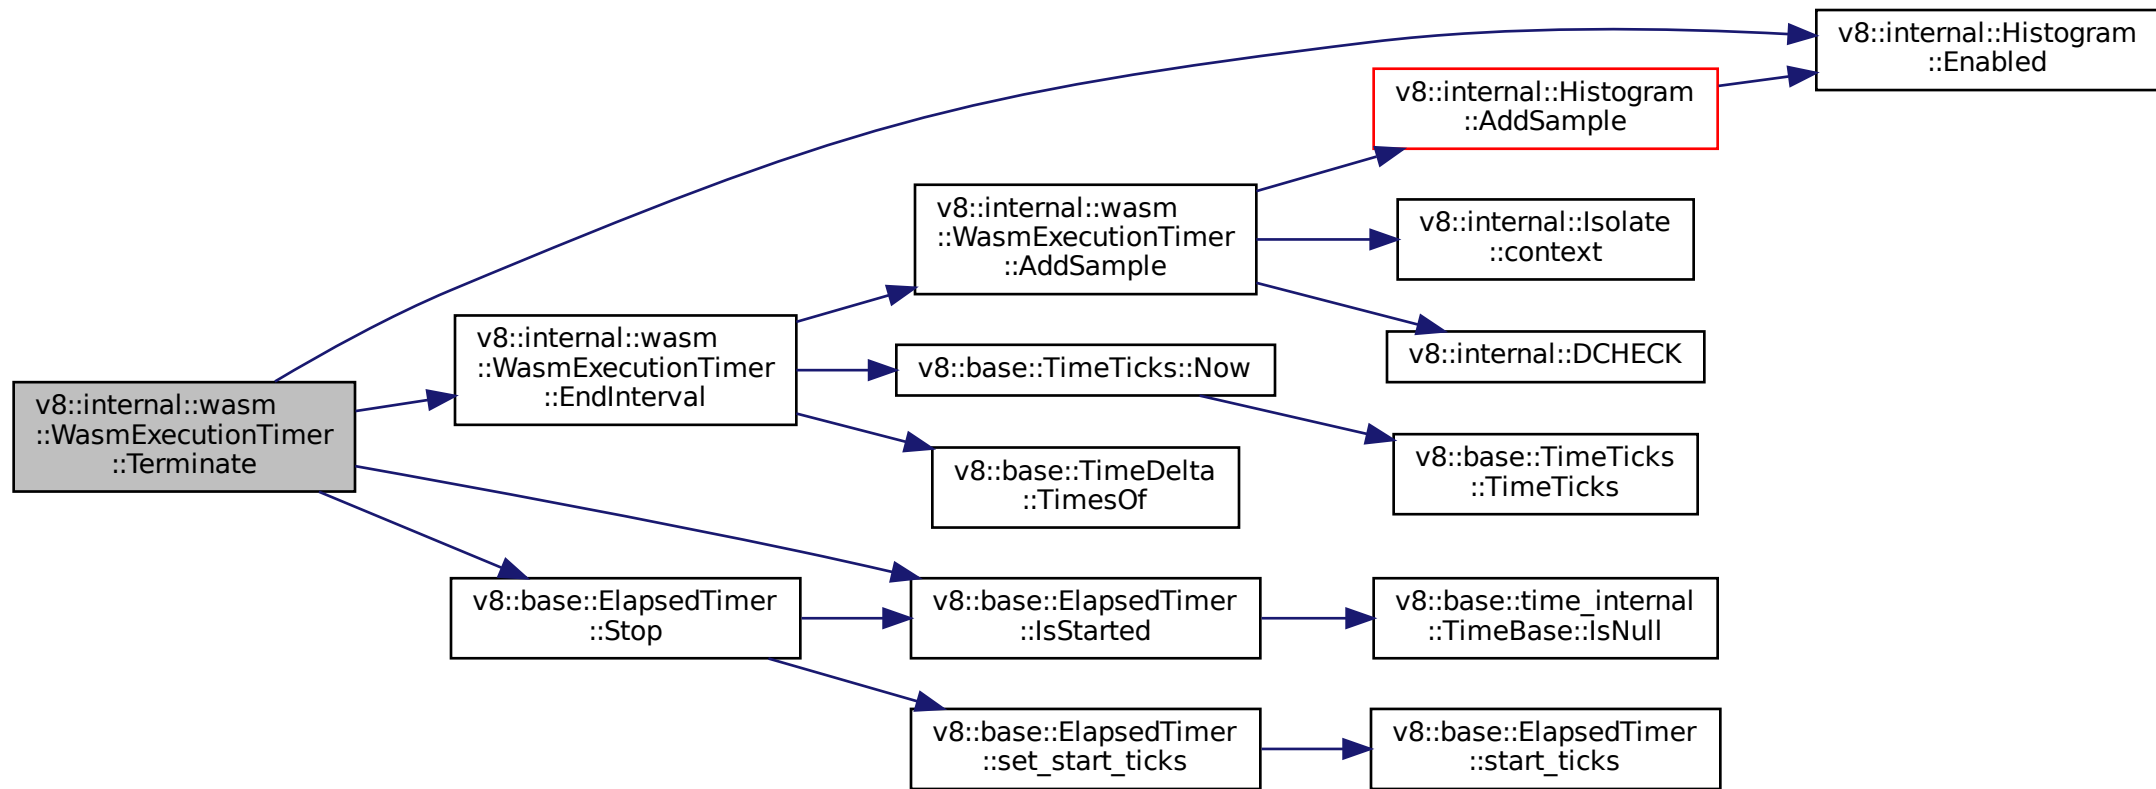 v8::internal::Histogram
::Enabled
v8::internal::Histogram
::AddSample
v8::internal::wasm
::WasmExecutionTimer
::AddSample
v8::internal::Isolate
::context
v8::internal::wasm
::WasmExecutionTimer
::EndInterval
v8::base::TimeTicks::Now
v8::internal::DCHECK
v8::internal::wasm
::WasmExecutionTimer
::Terminate
v8::base::TimeDelta
::TimesOf
v8::base::TimeTicks
::TimeTicks
v8::base::ElapsedTimer
::Stop
v8::base::ElapsedTimer
::IsStarted
v8::base::time_internal
::TimeBase::IsNull
v8::base::ElapsedTimer
::set_start_ticks
v8::base::ElapsedTimer
::start_ticks